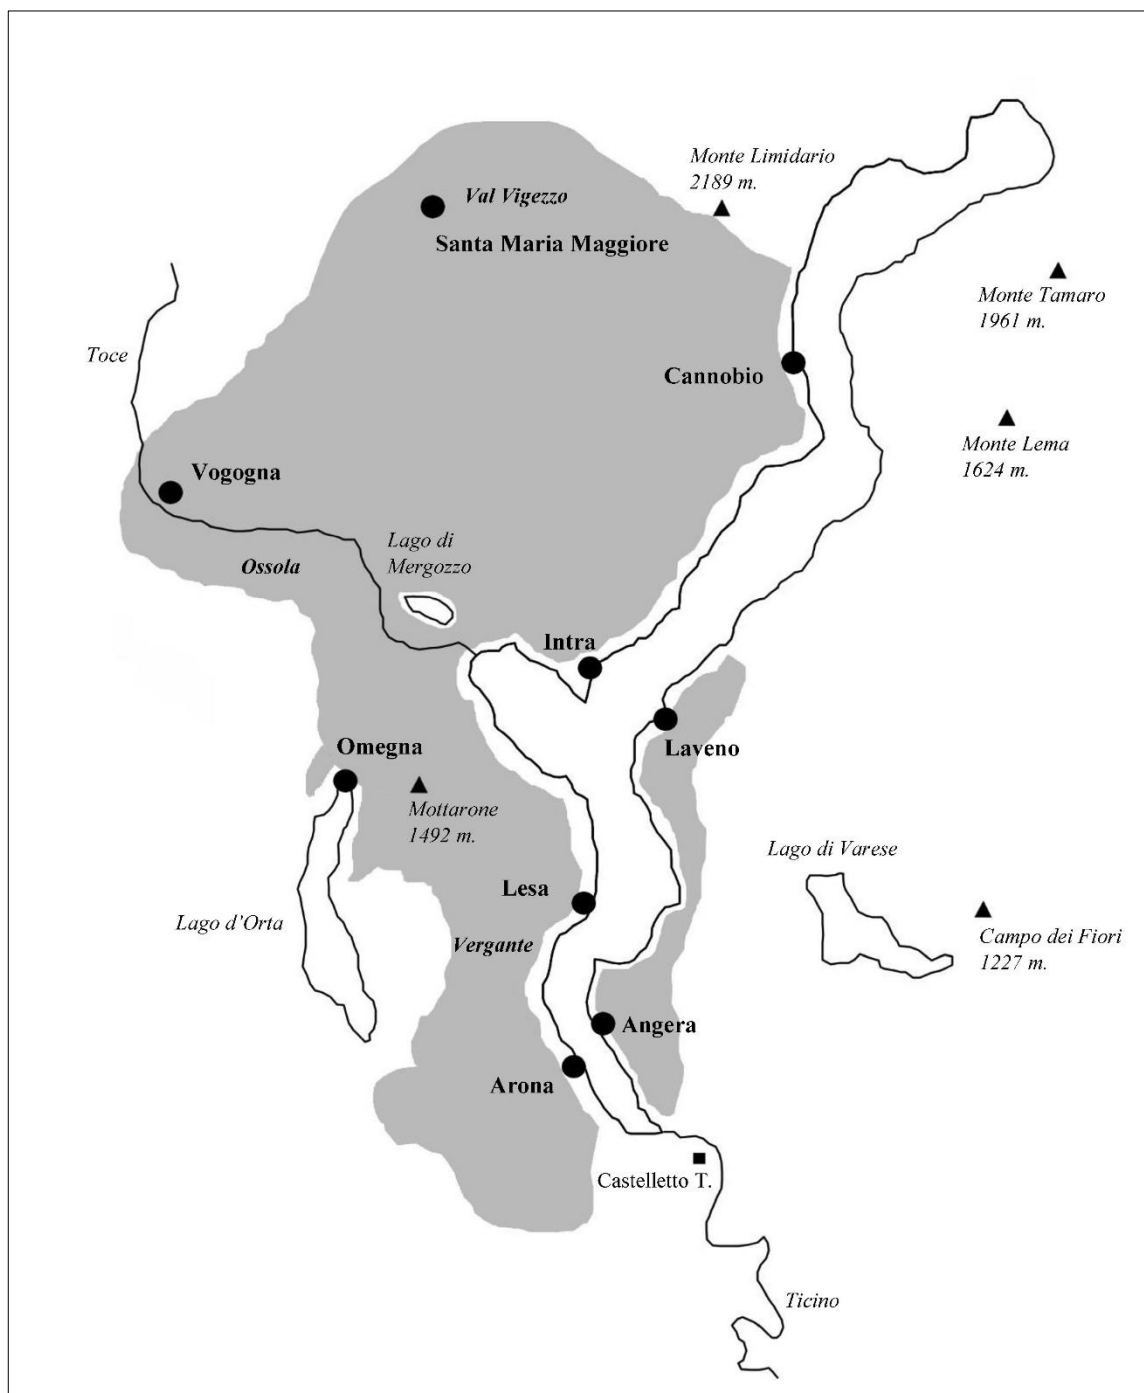 Monte Limidario
2189 m.
Val Vigezzo
Santa Maria Maggiore
Monte Tamaro
1961 m.
Toce
Cannobio
Monte Lema
1624 m.
Vogogna
Lago di
Mergozzo
Ossola
Intra
Omegna
Laveno
Mottarone
1492 m.
Lago di Varese
Lesa
Lago d’Orta
Vergante
Campo dei Fiori
1227 m.
Angera
Arona
Castelletto T.
Ticino